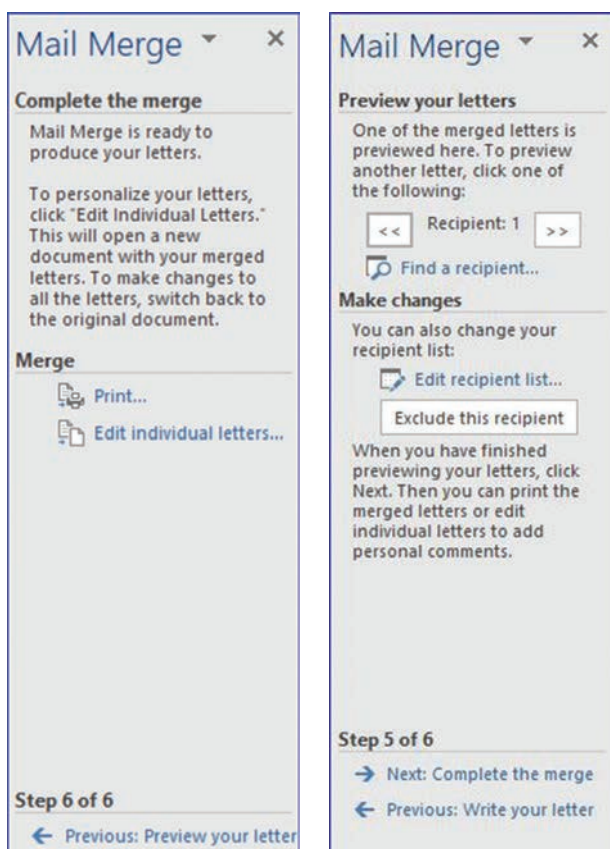 Mail Merge
Complete the merge
Mail Merge is ready to
produce your letters.
To personalize your letters,
click "Edit Individual Letters."
This will open a new
document with your merged
letters. To make changes to
all the letters, switch back to
the original document.
Merge
Print...
Edit individual letters...
Step 6 of 6
Previous: Preview your letter
Mail Merge
Preview your letters
One of the merged letters is
previewed here. To preview
another letter, click one of
the following:
<< Recipient: 1 >>
Find a recipient...
Make changes
You can also change your
recipient list:
Edit recipient list...
Exclude this recipient
When you have finished
previewing your letters, click
Next. Then you can print the
merged letters or edit
individual letters to add
personal comments.
Step 5 of 6
Next: Complete the merge
Previous: Write your letter